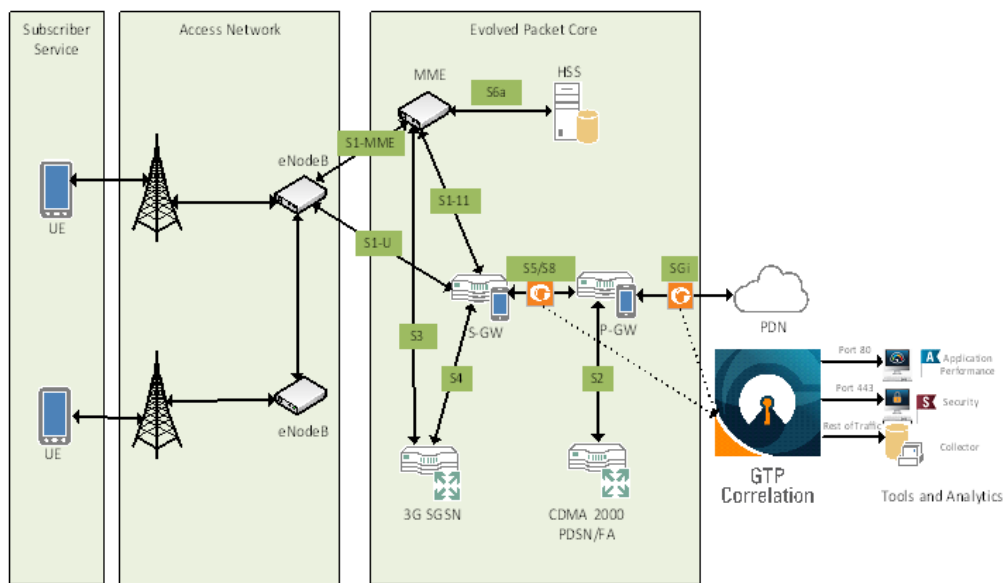 Subscriber
Service
Access Network
Evolved Packet Core
MME
HSS
S6a
S1-MME
eNodeB
UE
S1-11
S1-U
S5/S8
SGi
S-GW
P-GW
PDN
S3
S4
S2
Port 80
A
Application
Performance
Port 443
S
Security
Rest of Traffic
Collector
UE
eNodeB
GTP
Correlation
Tools and Analytics
3G SGSN
CDMA 2000
PDSN/FA